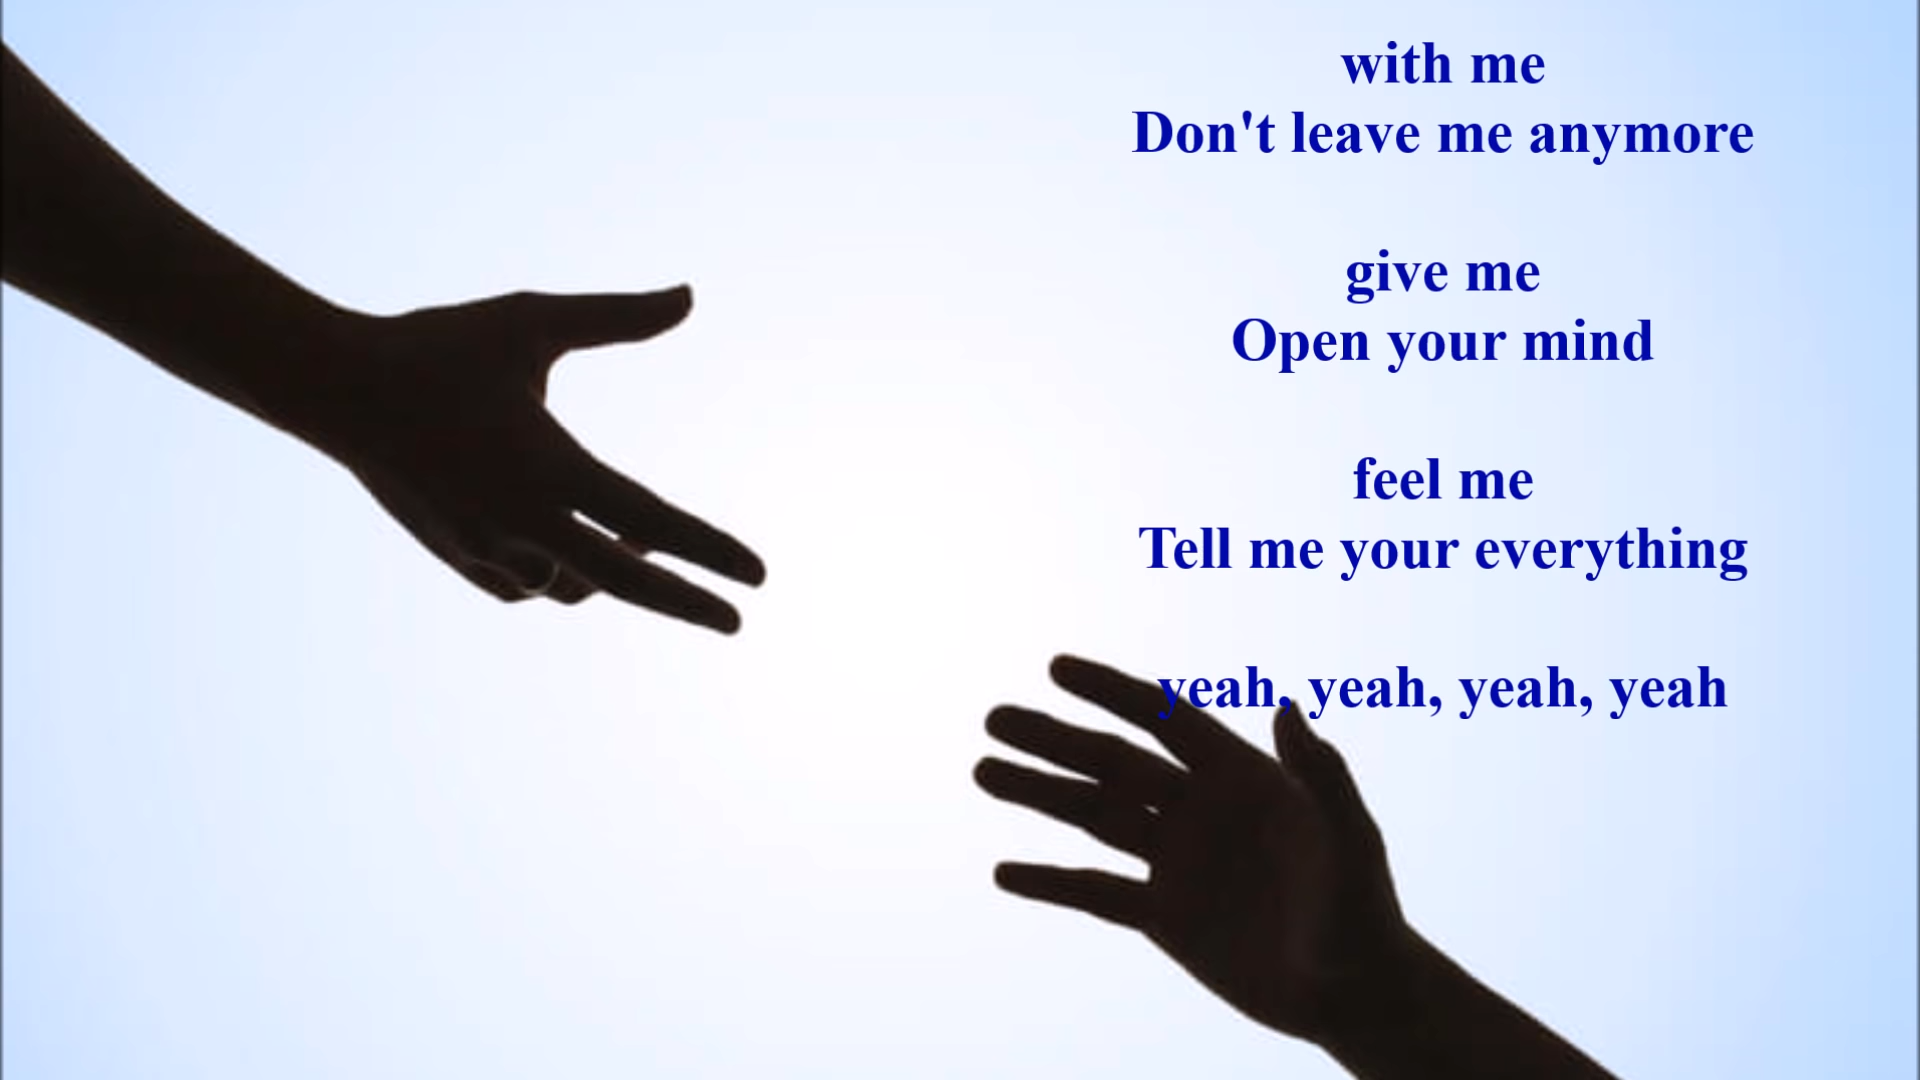 with me
Don't leave me anymore
give me
Open your mind
feel me
Tell me your everything
yeah, yeah, yeah, yeah